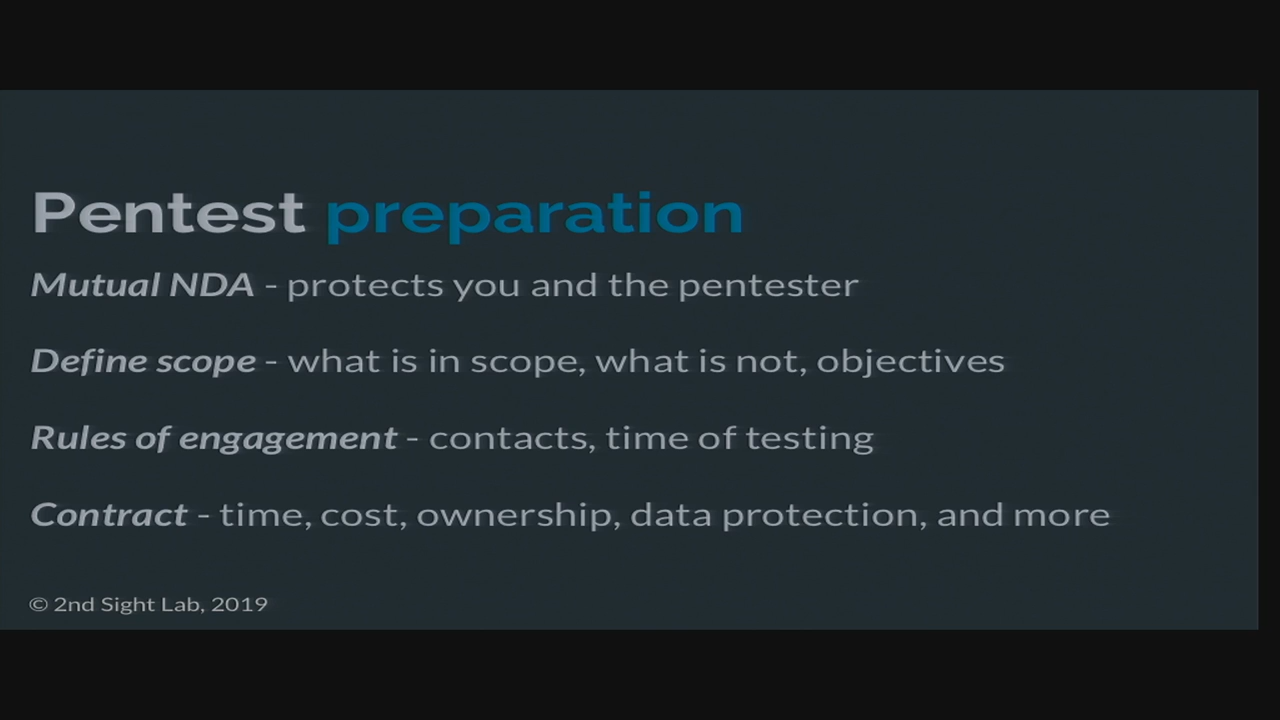 Pentest preparation
Mutual NDA - protects you and the pentester
Define scope - what is in scope, what is not, objectives
Rules of engagement - contacts, time of testing
Contract - time, cost, ownership, data protection, and more
© 2nd Sight Lab, 2019